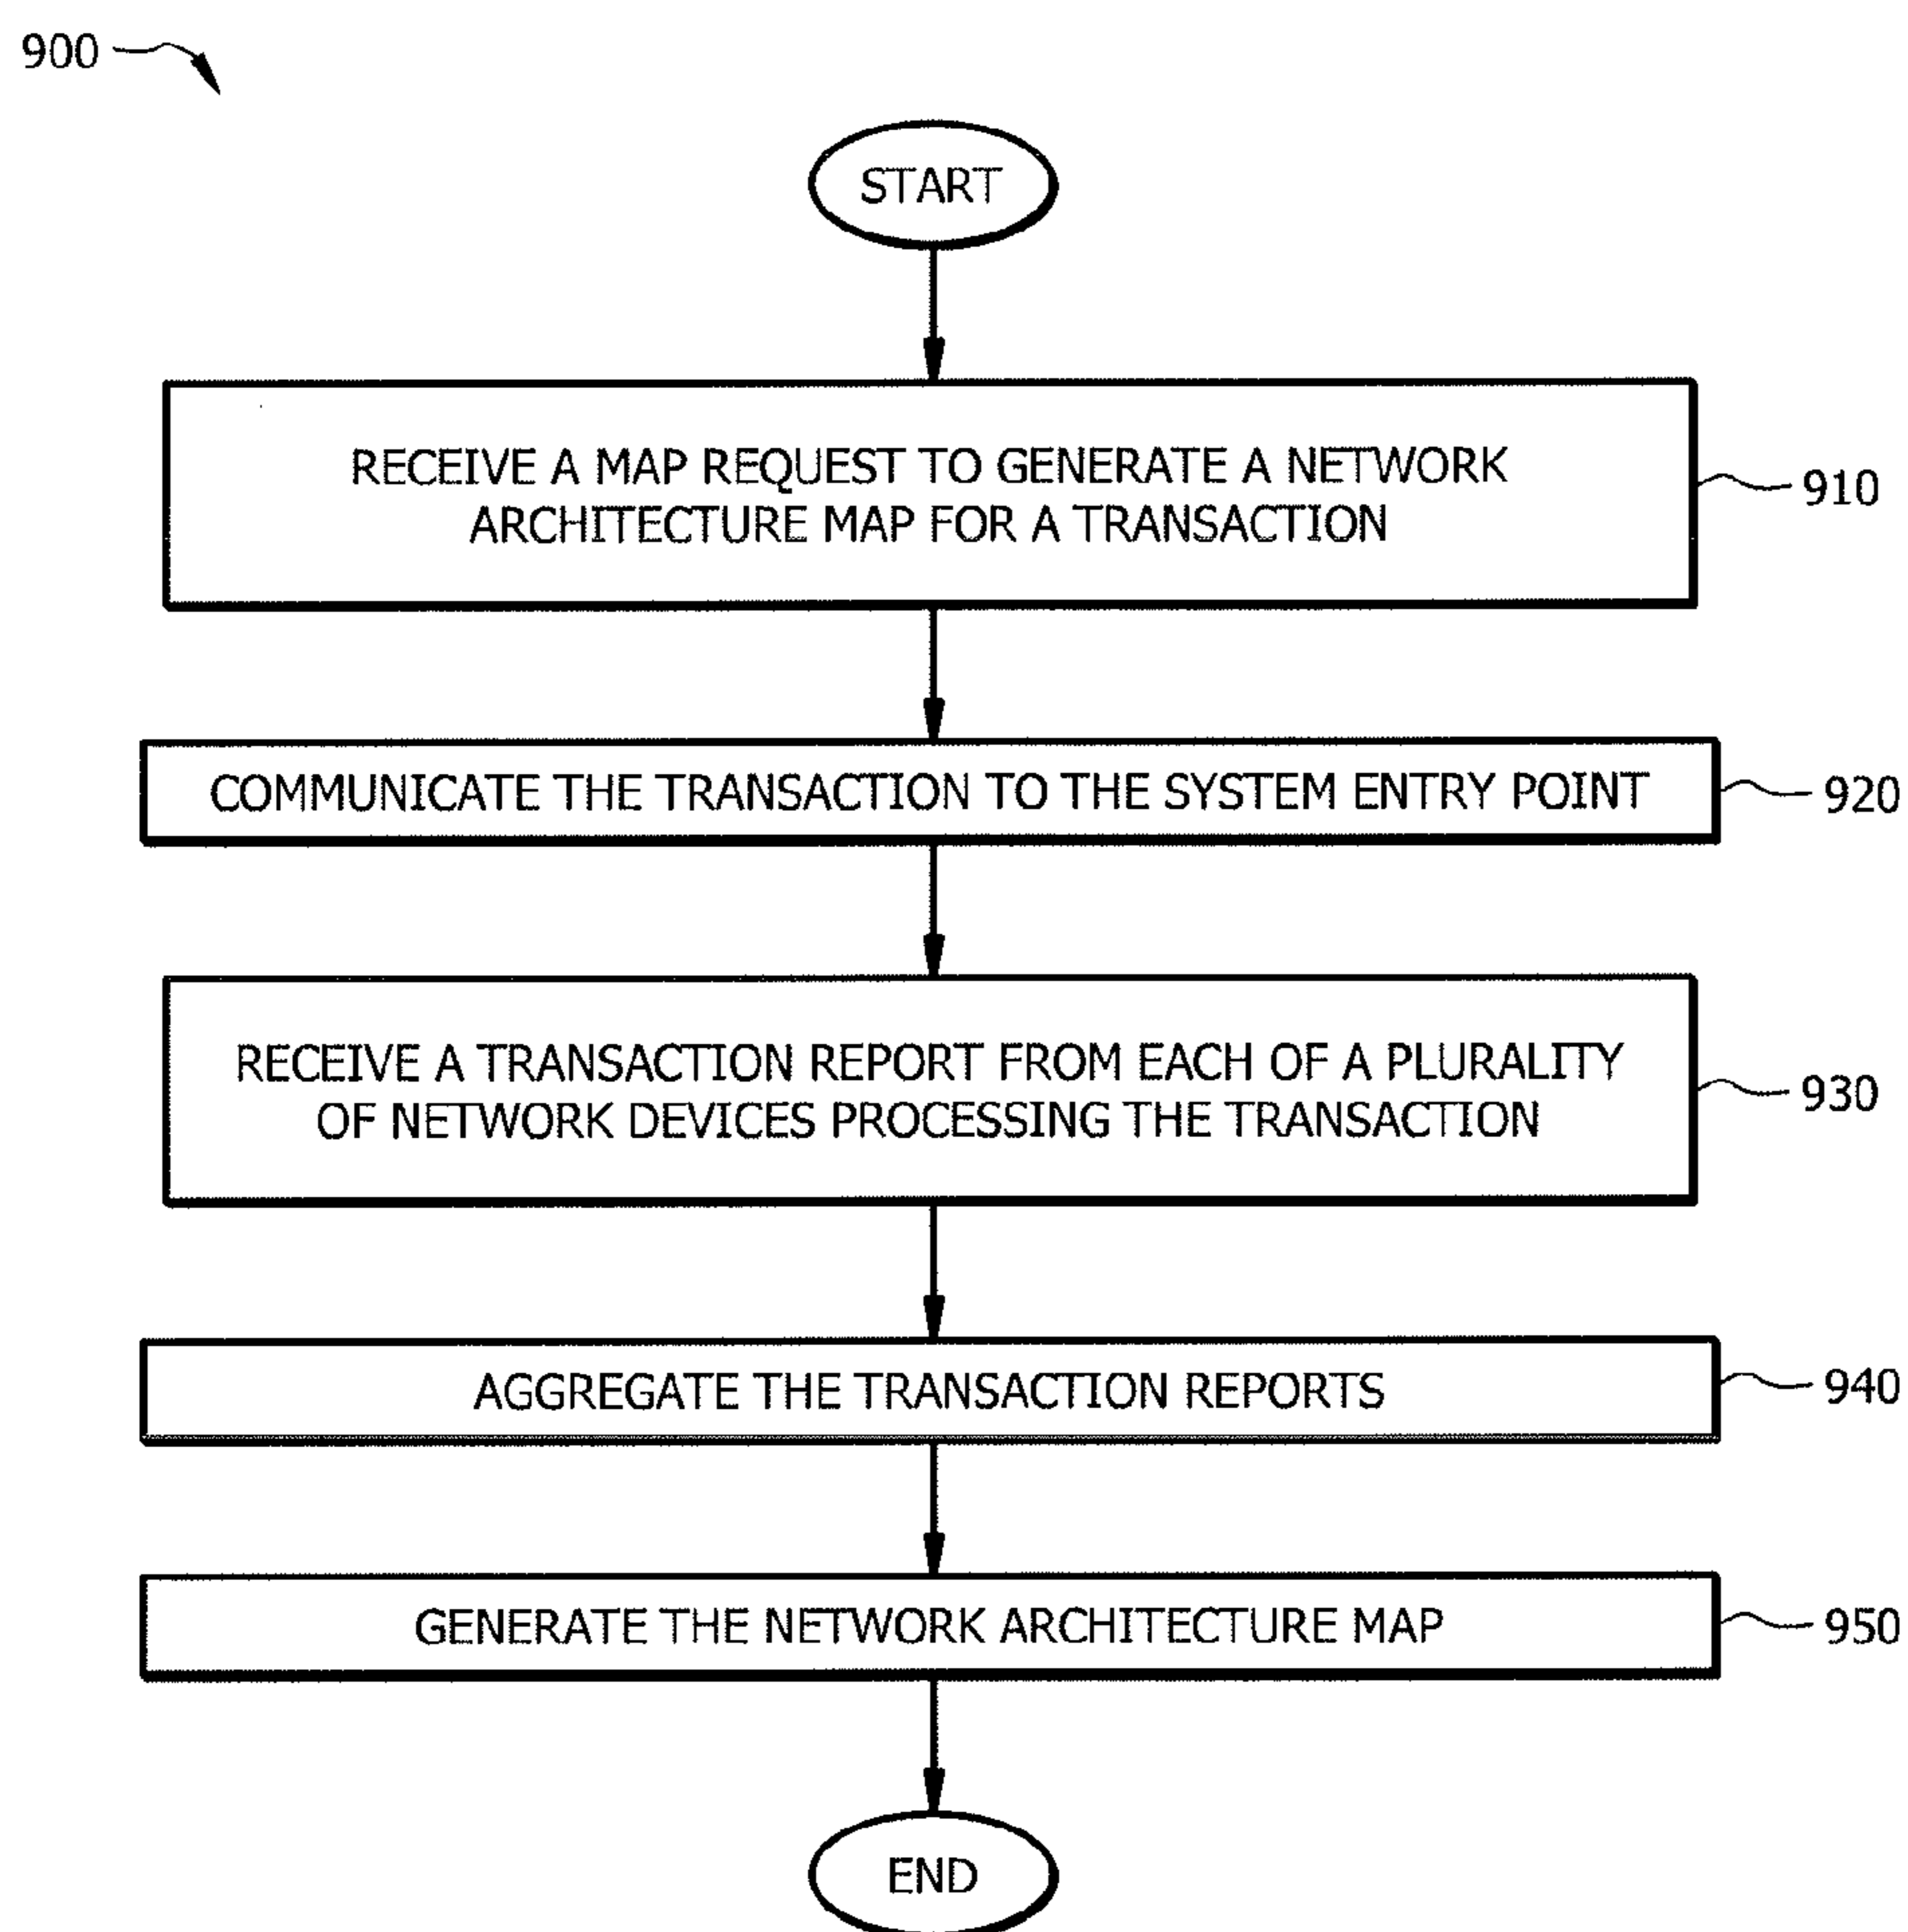 900
START
RECEIVE A MAP REQUEST TO GENERATE A NETWORK
ARCHITECTURE MAP FOR A TRANSACTION
910
COMMUNICATE THE TRANSACTION TO THE SYSTEM ENTRY POINT
920
RECEIVE A TRANSACTION REPORT FROM EACH OF A PLURALITY
OF NETWORK DEVICES PROCESSING THE TRANSACTION
930
AGGREGATE THE TRANSACTION REPORTS
940
GENERATE THE NETWORK ARCHITECTURE MAP
950
END